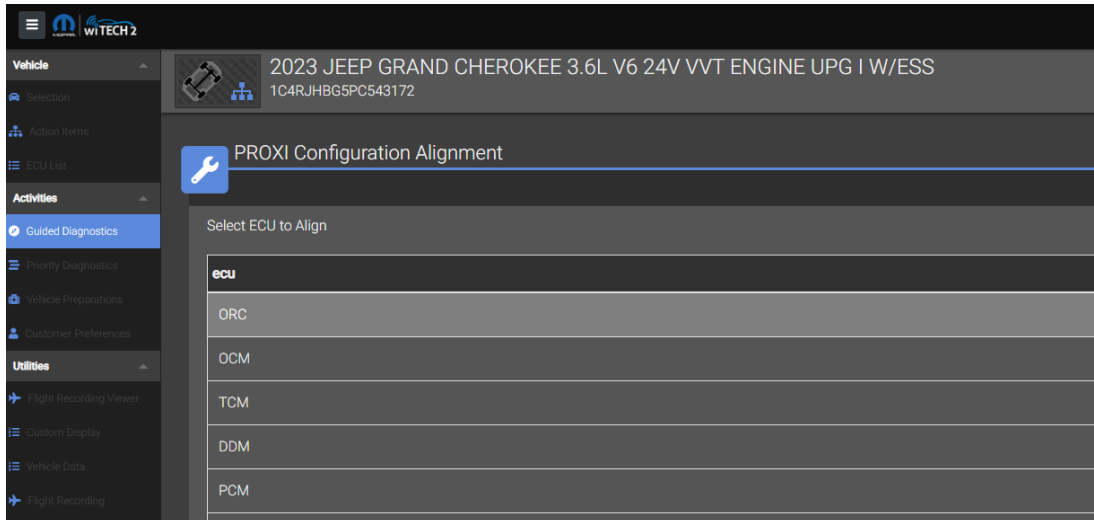 MOPAR
wiTECH 2
Vehicle
Selection
Action Items
ECU List
Activities
Guided Diagnostics
Priority Diagnostics
Vehicle Preparations
Customer Preferences
Utilities
Flight Recording Viewer
Custom Display
Vehicle Data
Flight Recording
2023 JEEP GRAND CHEROKEE 3.6L V6 24V VVT ENGINE UPG I W/ESS
1C4RJHBG5PC543172
PROXI Configuration Alignment
Select ECU to Align
ecu
ORC
OCM
TCM
DDM
PCM